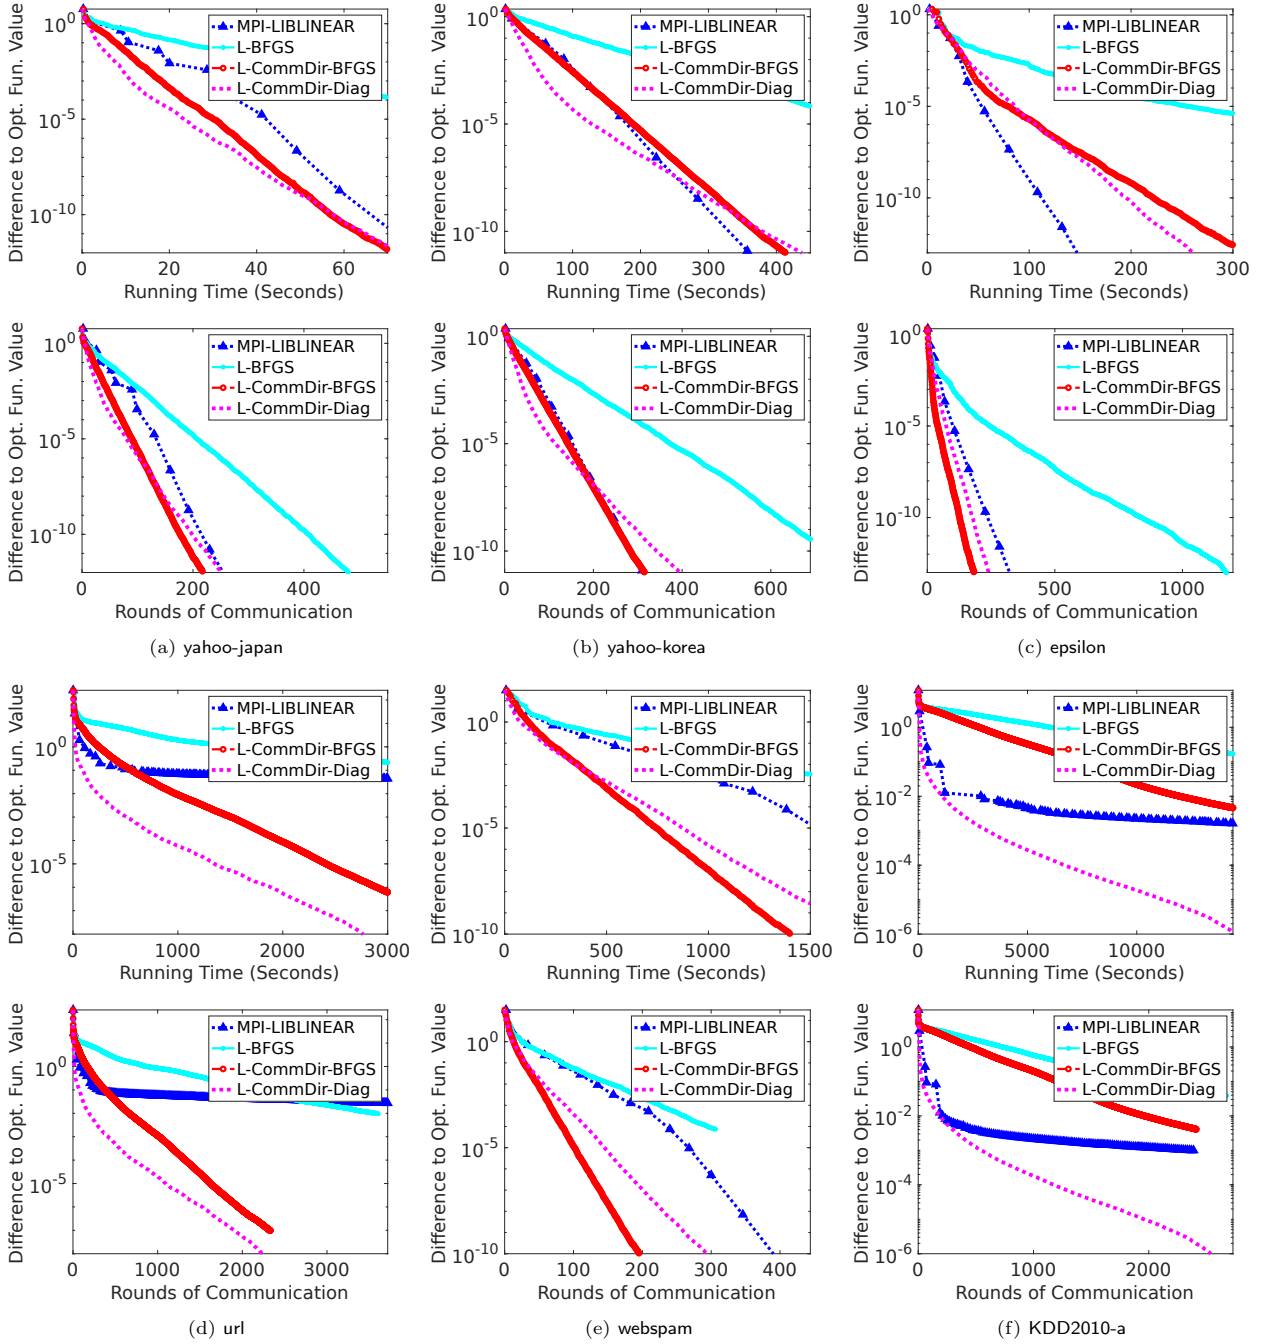 Difference to Opt. Fun. Value
10^0
10^-5
10^-10
0
20
40
60
Running Time (Seconds)
MPI-LIBLINEAR
L-BFGS
L-CommDir-BFGS
L-CommDir-Diag
Difference to Opt. Fun. Value
10^0
10^-5
10^-10
0
100
200
300
400
Running Time (Seconds)
MPI-LIBLINEAR
L-BFGS
L-CommDir-BFGS
L-CommDir-Diag
Difference to Opt. Fun. Value
10^0
10^-5
10^-10
0
100
200
300
Running Time (Seconds)
MPI-LIBLINEAR
L-BFGS
L-CommDir-BFGS
L-CommDir-Diag
Difference to Opt. Fun. Value
10^0
10^-5
10^-10
0
200
400
Rounds of Communication
MPI-LIBLINEAR
L-BFGS
L-CommDir-BFGS
L-CommDir-Diag
(a) yahoo-japan
Difference to Opt. Fun. Value
10^0
10^-5
10^-10
0
200
400
600
Rounds of Communication
MPI-LIBLINEAR
L-BFGS
L-CommDir-BFGS
L-CommDir-Diag
(b) yahoo-korea
Difference to Opt. Fun. Value
10^0
10^-5
10^-10
0
500
1000
Rounds of Communication
MPI-LIBLINEAR
L-BFGS
L-CommDir-BFGS
L-CommDir-Diag
(c) epsilon
Difference to Opt. Fun. Value
10^0
10^-5
0
1000
2000
3000
Running Time (Seconds)
MPI-LIBLINEAR
L-BFGS
L-CommDir-BFGS
L-CommDir-Diag
Difference to Opt. Fun. Value
10^0
10^-5
10^-10
0
500
1000
1500
Running Time (Seconds)
MPI-LIBLINEAR
L-BFGS
L-CommDir-BFGS
L-CommDir-Diag
Difference to Opt. Fun. Value
10^0
10^-2
10^-4
10^-6
0
5000
10000
Running Time (Seconds)
MPI-LIBLINEAR
L-BFGS
L-CommDir-BFGS
L-CommDir-Diag
Difference to Opt. Fun. Value
10^0
10^-5
0
1000
2000
3000
Rounds of Communication
MPI-LIBLINEAR
L-BFGS
L-CommDir-BFGS
L-CommDir-Diag
(d) url
Difference to Opt. Fun. Value
10^0
10^-5
10^-10
0
100
200
300
400
Rounds of Communication
MPI-LIBLINEAR
L-BFGS
L-CommDir-BFGS
L-CommDir-Diag
(e) webspam
Difference to Opt. Fun. Value
10^0
10^-2
10^-4
10^-6
0
1000
2000
Rounds of Communication
MPI-LIBLINEAR
L-BFGS
L-CommDir-BFGS
L-CommDir-Diag
(f) KDD2010-a